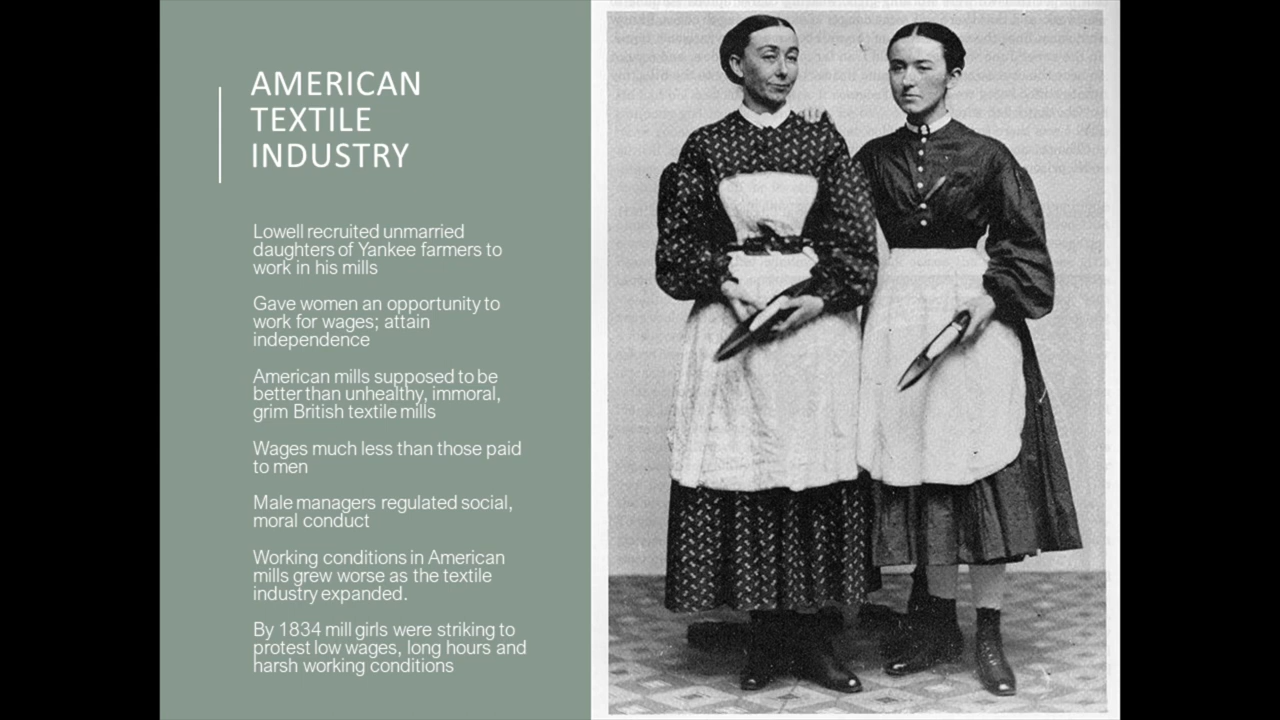 AMERICAN
TEXTILE
INDUSTRY
Lowell recruited unmarried
daughters of Yankee farmers to
work in his mills
Gave women an opportunity to
work for wages; attain
independence
American mills supposed to be
better than unhealthy, immoral,
grim British textile mills
Wages much less than those paid
to men
Male managers regulated social,
moral conduct
Working conditions in American
mills grew worse as the textile
industry expanded.
By 1834 mill girls were striking to
protest low wages, long hours and
harsh working conditions